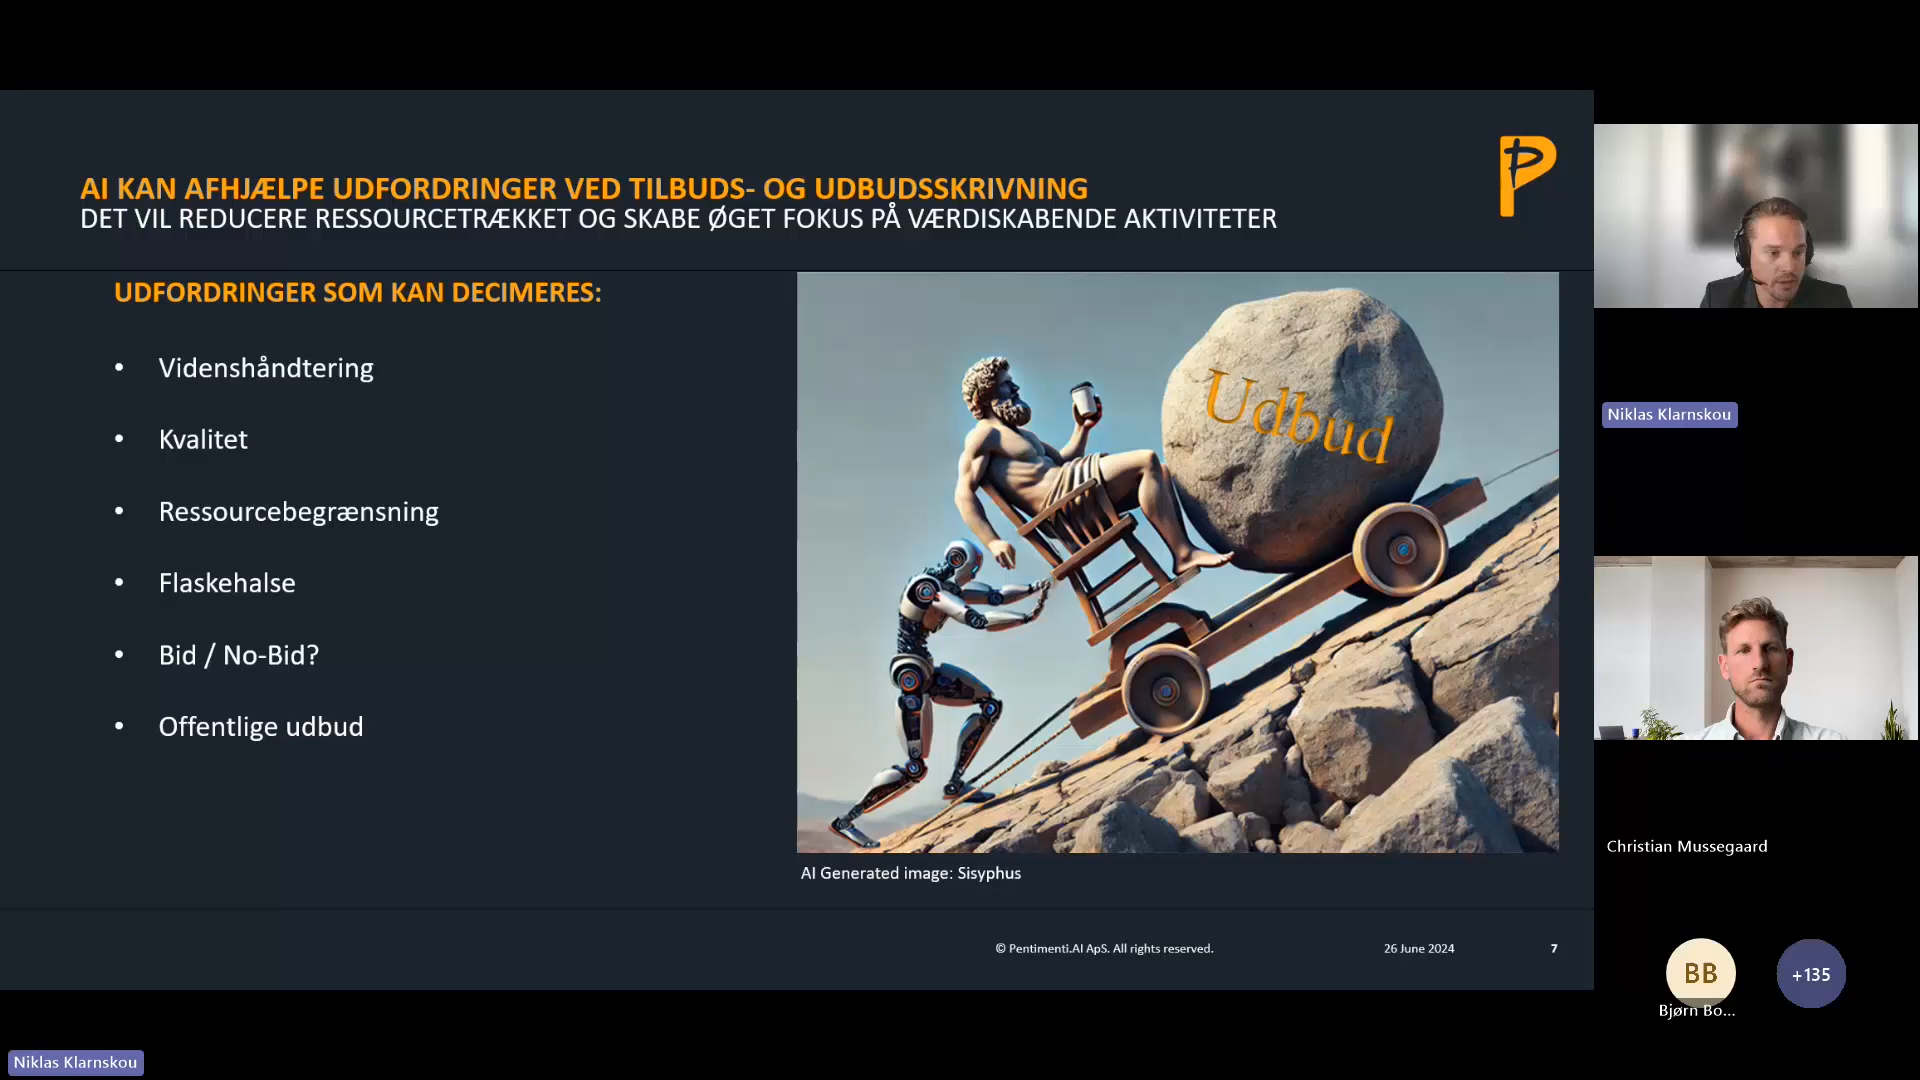 AI KAN AFHJÆLPE UDFORDRINGER VED TILBUDS- OG UDBUDSSKRIVNING
DET VIL REDUCERE RESSOURCETRÆKKET OG SKABE ØGET FOKUS PÅ VÆRDISKABENDE AKTIVITETER
P
UDFORDRINGER SOM KAN DECIMERES:
• Videnshåndtering
• Kvalitet
• Ressourcebegrænsning
• Flaskehalse
• Bid / No-Bid?
• Offentlige udbud
Udbud
AI Generated image: Sisyphus
© Pentimenti.AI ApS. All rights reserved.
26 June 2024
7
Niklas Klarnskou
Christian Mussegaard
BB
Bjørn Bo...
+135
Niklas Klarnskou